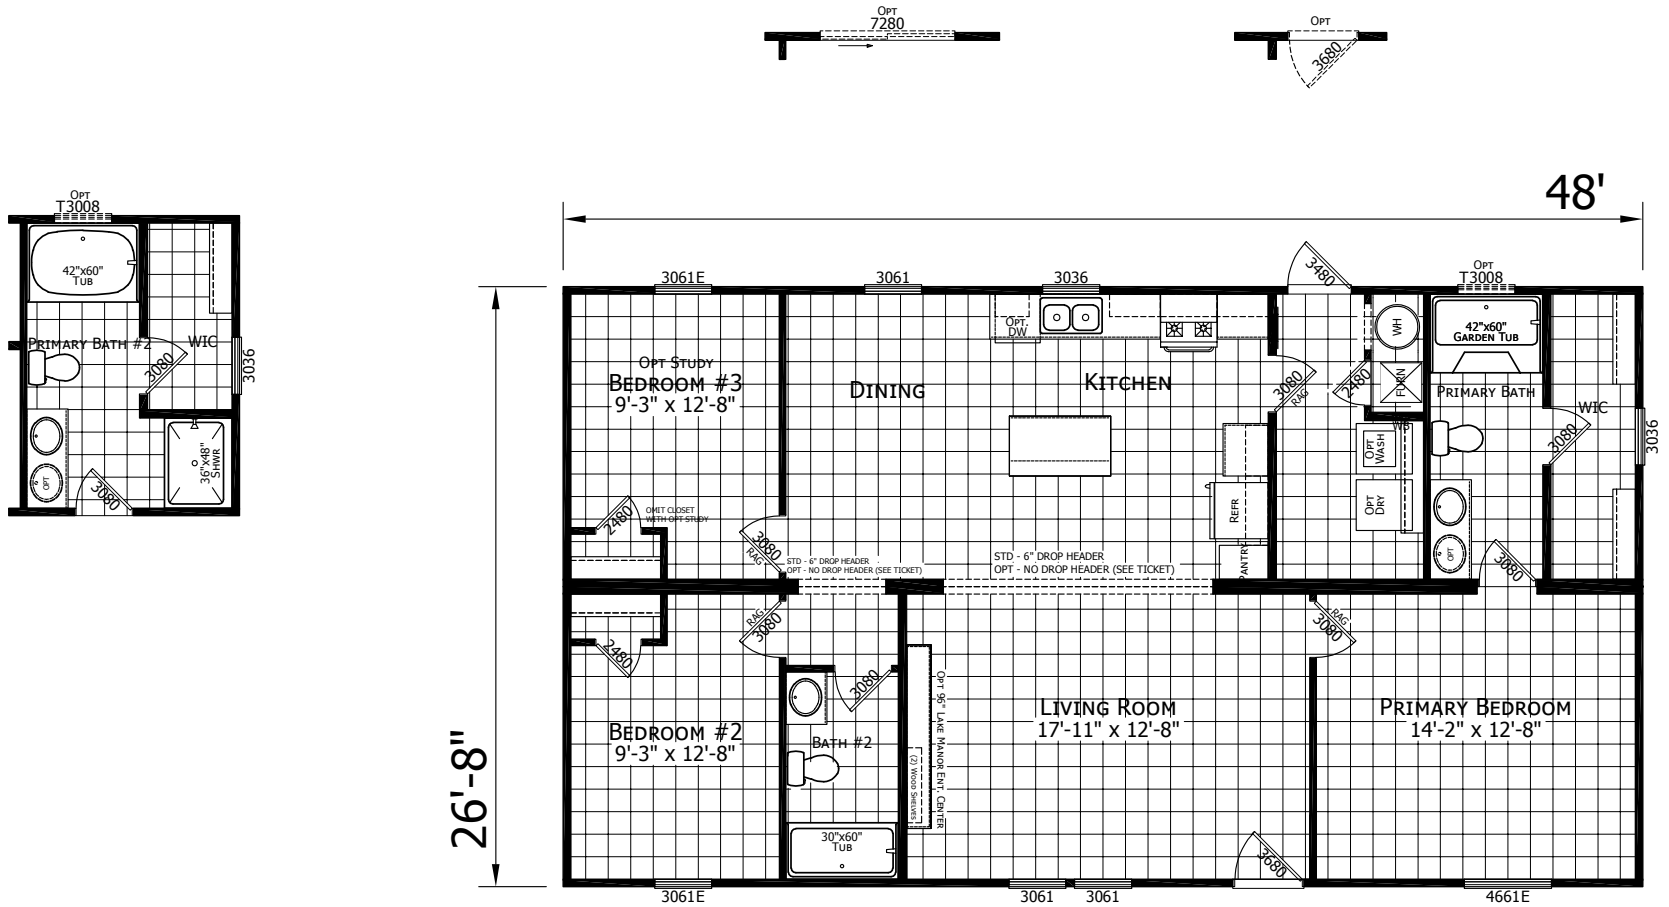 OPT
7280
OPT
3680
OPT
T3008
42"x60"
TUB
PRIMARY BATH #2
WIC
3080
3036
OPT
3080
36"x48"
SHWR
48'
26'-8"
3061E
3061
3036
3480
OPT
T3008
OPT STUDY
BEDROOM #3
9'-3" x 12'-8"
2480
OMIT CLOSET
WITH OPT STUDY
3080
RAG
DINING
KITCHEN
OPT.
DW
STD - 6" DROP HEADER
OPT - NO DROP HEADER (SEE TICKET)
STD - 6" DROP HEADER
OPT - NO DROP HEADER (SEE TICKET)
REFR
PANTRY
3080
RAG
2480
WH
FURN
WB
OPT
WASH
OPT
DRY
42"x60"
GARDEN TUB
PRIMARY BATH
WIC
3080
3036
OPT
3080
2480
RAG
3080
BEDROOM #2
9'-3" x 12'-8"
3080
BATH #2
30"x60"
TUB
OPT 96" LAKE MANOR ENT. CENTER
(2) WOOD SHELVES
LIVING ROOM
17'-11" x 12'-8"
RAG
3080
PRIMARY BEDROOM
14'-2" x 12'-8"
3680
3061E
3061
3061
4661E